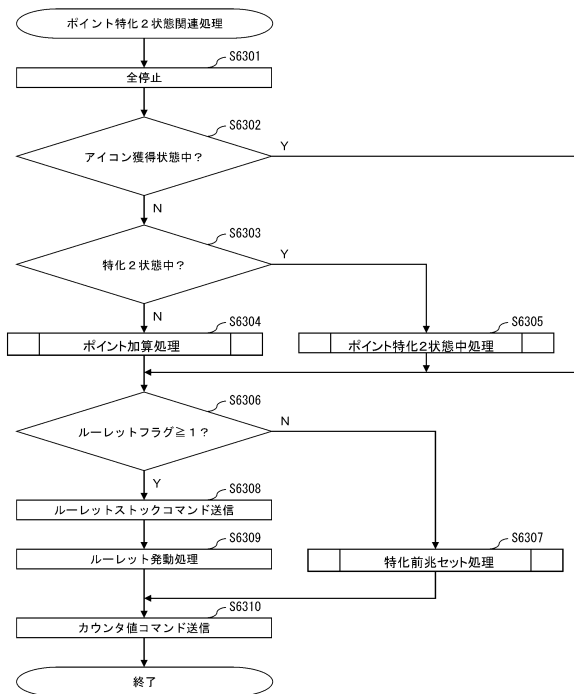 ポイント特化2状態関連処理
S6301
全停止
S6302
アイコン獲得状態中？
Y
N
S6303
特化2状態中？
Y
N
S6304
ポイント加算処理
S6305
ポイント特化2状態中処理
S6306
ルーレットフラグ≧1？
N
Y
S6308
ルーレットストックコマンド送信
S6309
ルーレット発動処理
S6307
特化前兆セット処理
S6310
カウンタ値コマンド送信
終了